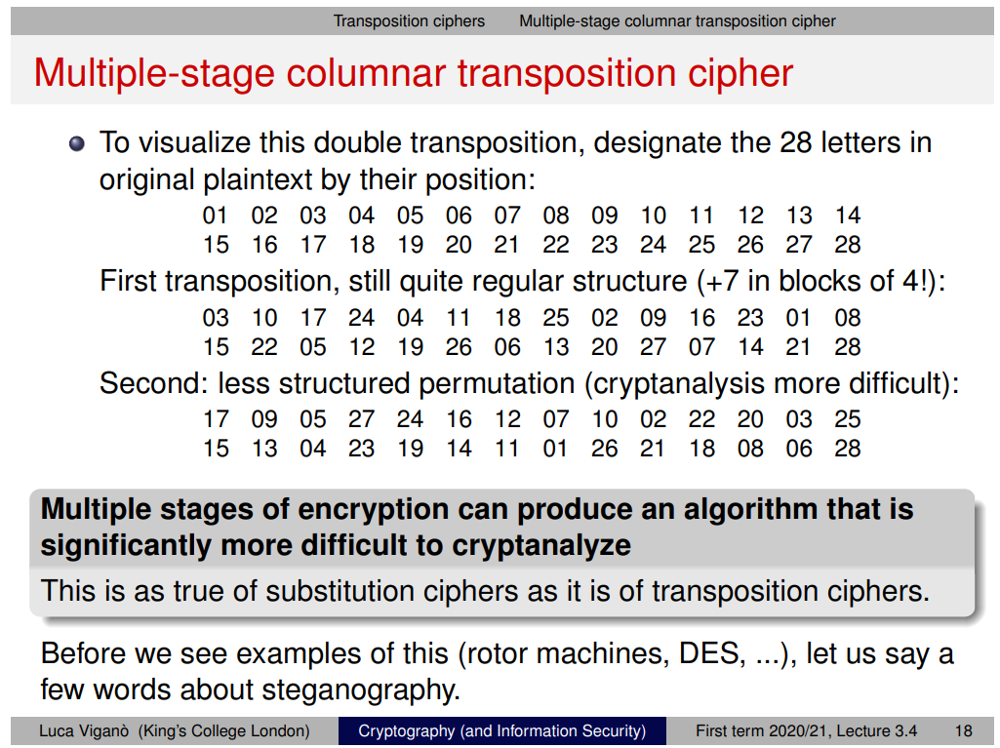 Transposition ciphers Multiple-stage columnar transposition cipher
Multiple-stage columnar transposition cipher
To visualize this double transposition, designate the 28 letters in
original plaintext by their position:
01 02 03 04 05 06 07 08 09 10 11 12 13 14
15 16 17 18 19 20 21 22 23 24 25 26 27 28
First transposition, still quite regular structure (+7 in blocks of 4!):
03 10 17 24 04 11 18 25 02 09 16 23 01 08
15 22 05 12 19 26 06 13 20 27 07 14 21 28
Second: less structured permutation (cryptanalysis more difficult):
17 09 05 27 24 16 12 07 10 02 22 20 03 25
15 13 04 23 19 14 11 01 26 21 18 08 06 28
Multiple stages of encryption can produce an algorithm that is
significantly more difficult to cryptanalyze
This is as true of substitution ciphers as it is of transposition ciphers.
Before we see examples of this (rotor machines, DES, ...), let us say a
few words about steganography.
Luca Viganò (King's College London) Cryptography (and Information Security) First term 2020/21, Lecture 3.4 18